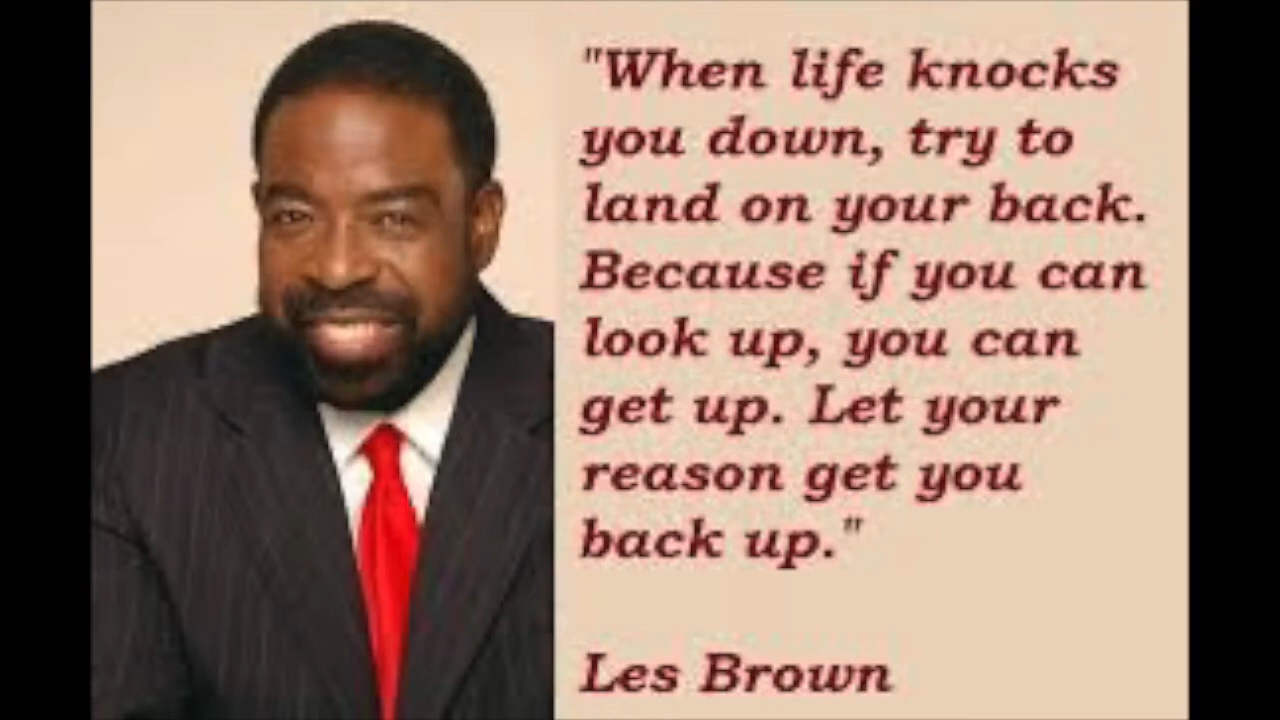 "When life knocks
you down, try to
land on your back.
Because if you can
look up, you can
get up. Let your
reason get you
back up."
Les Brown